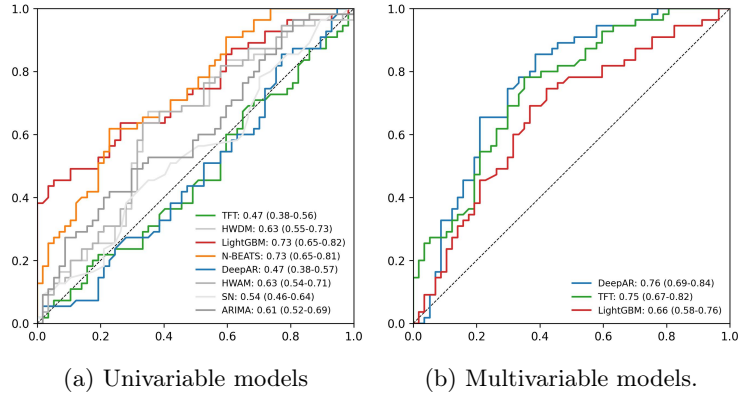 1.0
0.8
0.6
0.4
0.2
0.0
TFT: 0.47 (0.38-0.56)
HWDM: 0.63 (0.55-0.73)
LightGBM: 0.73 (0.65-0.82)
N-BEATS: 0.73 (0.65-0.81)
DeepAR: 0.47 (0.38-0.57)
HWAM: 0.63 (0.54-0.71)
SN: 0.54 (0.46-0.64)
ARIMA: 0.61 (0.52-0.69)
0.0 0.2 0.4 0.6 0.8 1.0
(a) Univariable models
1.0
0.8
0.6
0.4
0.2
0.0
DeepAR: 0.76 (0.69-0.84)
TFT: 0.75 (0.67-0.82)
LightGBM: 0.66 (0.58-0.76)
0.0 0.2 0.4 0.6 0.8 1.0
(b) Multivariable models.